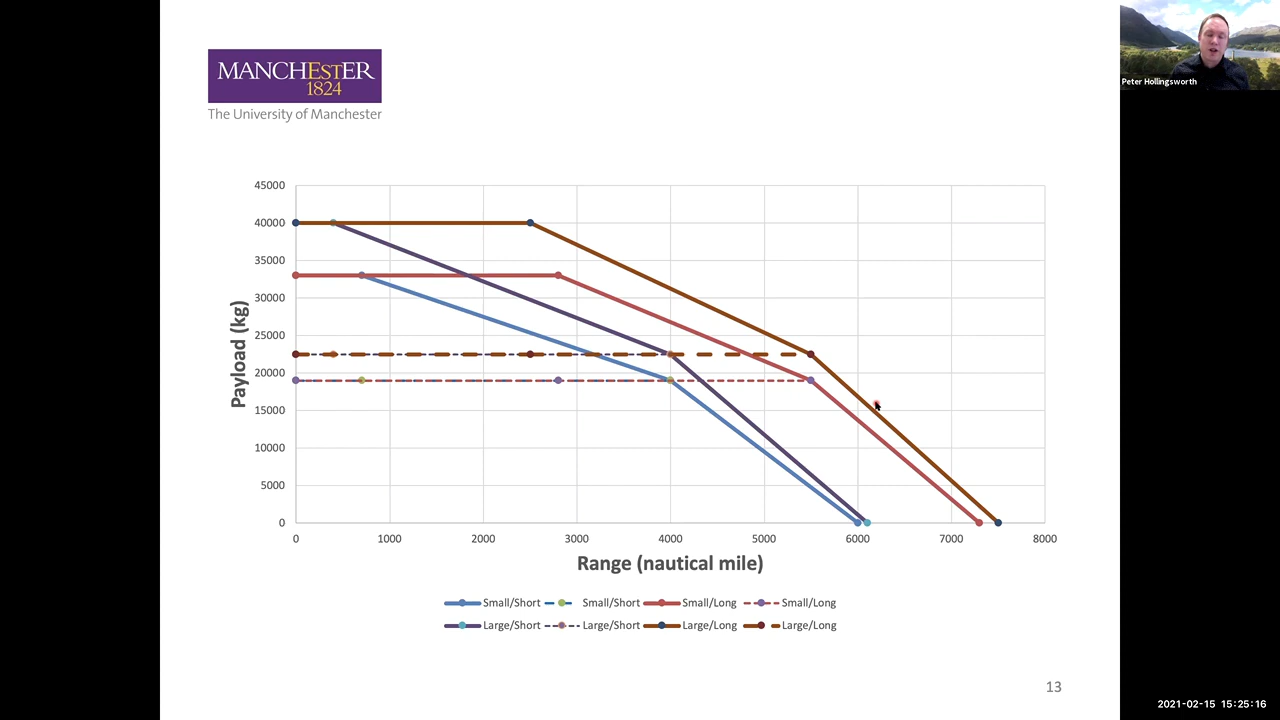 MANCHESTER
1824
The University of Manchester
Peter Hollingsworth
45000
40000
35000
30000
25000
20000
15000
10000
5000
0
Payload (kg)
0 1000 2000 3000 4000 5000 6000 7000 8000
Range (nautical mile)
Small/Short Small/Short Small/Long Small/Long
Large/Short Large/Short Large/Long Large/Long
13
2021-02-15 15:25:16